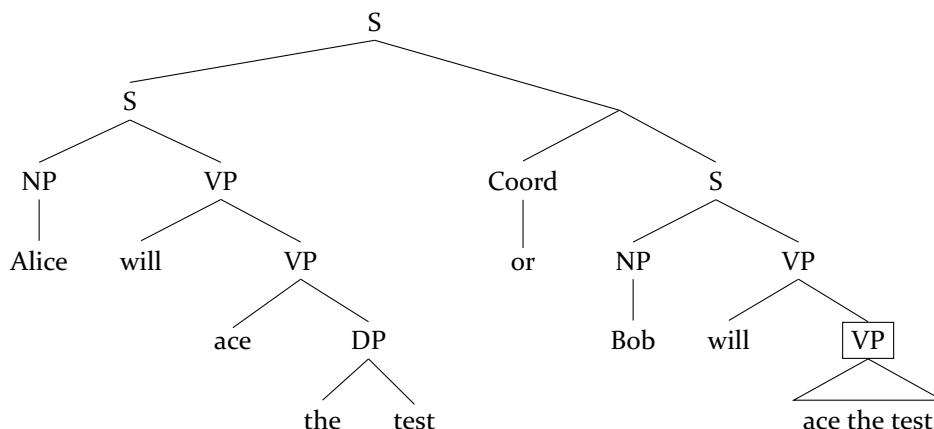 S
S
NP VP Coord S
Alice will VP or NP VP
ace DP Bob will VP
the test ace the test